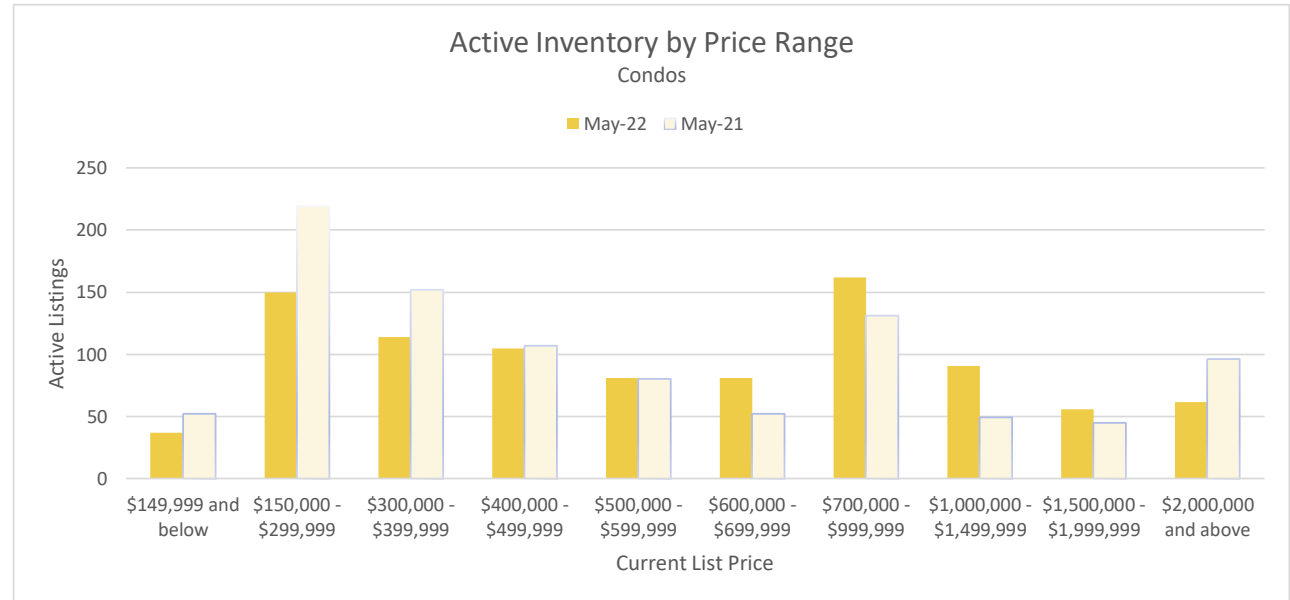 Active Inventory by Price Range
Condos
May-22 May-21
250
200
150
100
50
0
Active Listings
$149,999 and below
$150,000 - $299,999
$300,000 - $399,999
$400,000 - $499,999
$500,000 - $599,999
$600,000 - $699,999
$700,000 - $999,999
$1,000,000 - $1,499,999
$1,500,000 - $1,999,999
$2,000,000 and above
Current List Price